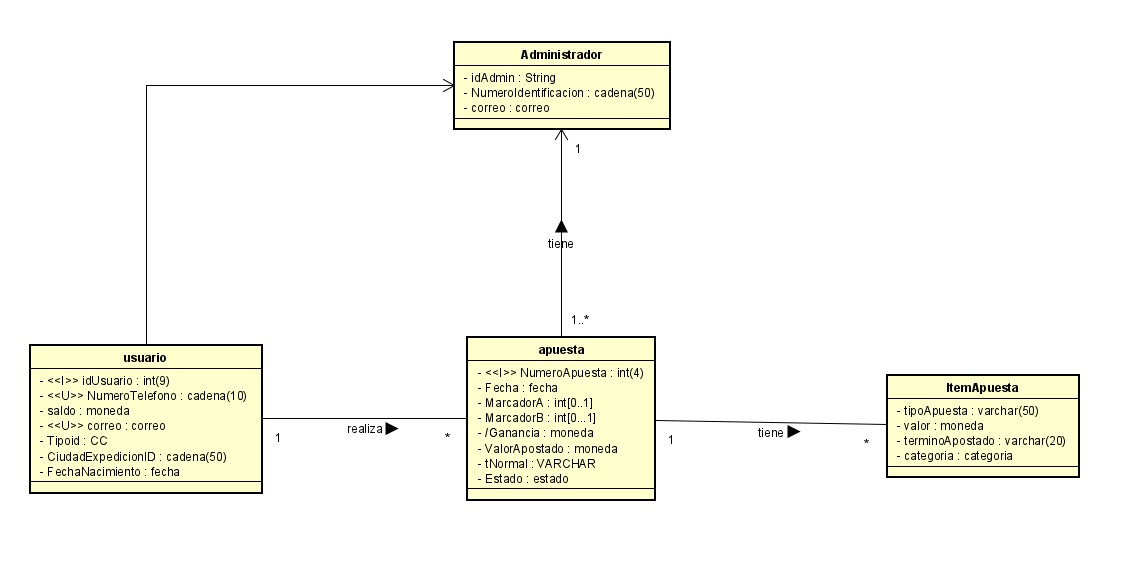 Administrador
- idAdmin : String
- NumeroIdentificacion : cadena(50)
- correo : correo
1
tiene
1..*
usuario
- <<I>> idUsuario : int(9)
- <<U>> NumeroTelefono : cadena(10)
- saldo : moneda
- <<U>> correo : correo
- Tipoid : CC
- CiudadExpedicionID : cadena(50)
- FechaNacimiento : fecha
1
realiza
*
apuesta
- <<I>> NumeroApuesta : int(4)
- Fecha : fecha
- MarcadorA : int[0..1]
- MarcadorB : int[0..1]
- /Ganancia : moneda
- ValorApostado : moneda
- tNormal : VARCHAR
- Estado : estado
1
tiene
*
ItemApuesta
- tipoApuesta : varchar(50)
- valor : moneda
- terminoApostado : varchar(20)
- categoria : categoria